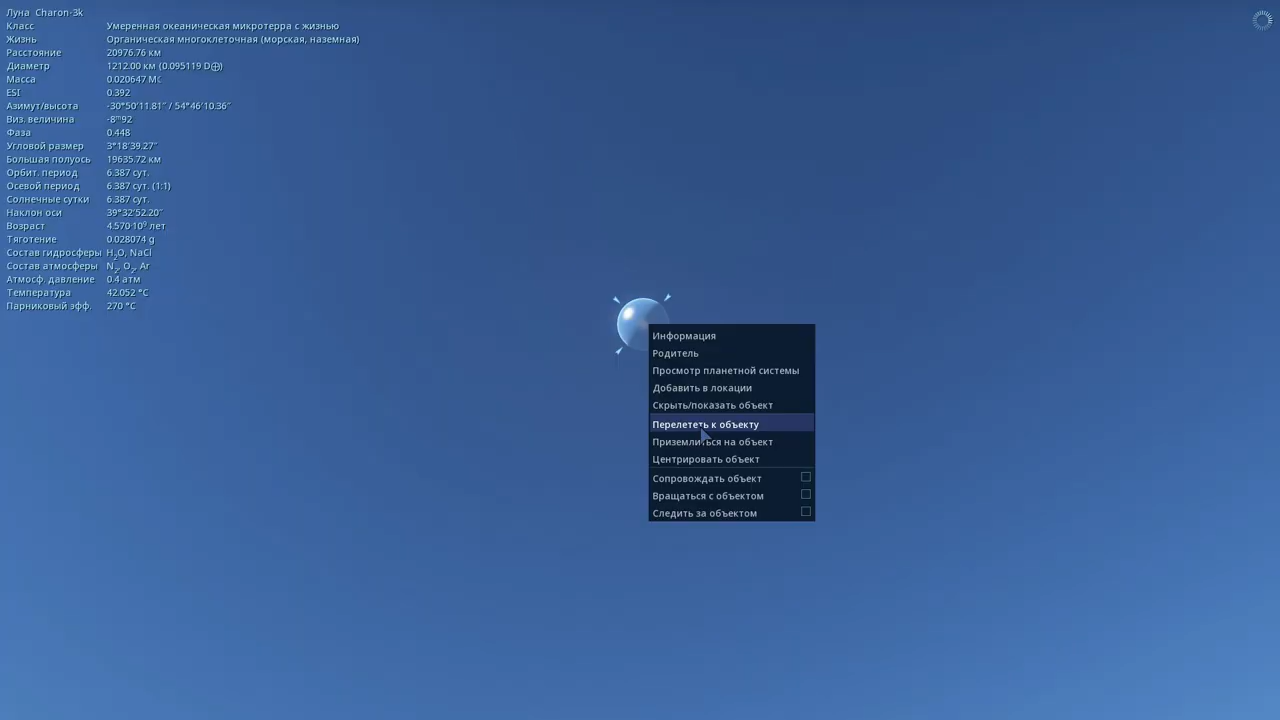 Луна Charon-3k
Класс Умеренная океаническая микротерра с жизнью
Жизнь Органическая многоклеточная (морская, наземная)
Расстояние 20976.76 км
Диаметр 1212.00 км (0.095119 D⊕)
Масса 0.020647 M☾
ESI 0.392
Азимут/высота -30°50'11.81" / 54°46'10.36"
Виз. величина -8ᵐ92
Фаза 0.448
Угловой размер 3°18'39.27"
Большая полуось 19635.72 км
Орбит. период 6.387 сут.
Осевой период 6.387 сут. (1:1)
Солнечные сутки 6.387 сут.
Наклон оси 39°32'52.20"
Возраст 4.570·10⁹ лет
Тяготение 0.028074 g
Состав гидросферы H₂O, NaCl
Состав атмосферы N₂, O₂, Ar
Атмосф. давление 0.4 атм
Температура 42.052 °C
Парниковый эфф. 270 °C
Информация
Родитель
Просмотр планетной системы
Добавить в локации
Скрыть/показать объект
Перелететь к объекту
Приземлиться на объект
Центрировать объект
Сопровождать объект
Вращаться с объектом
Следить за объектом